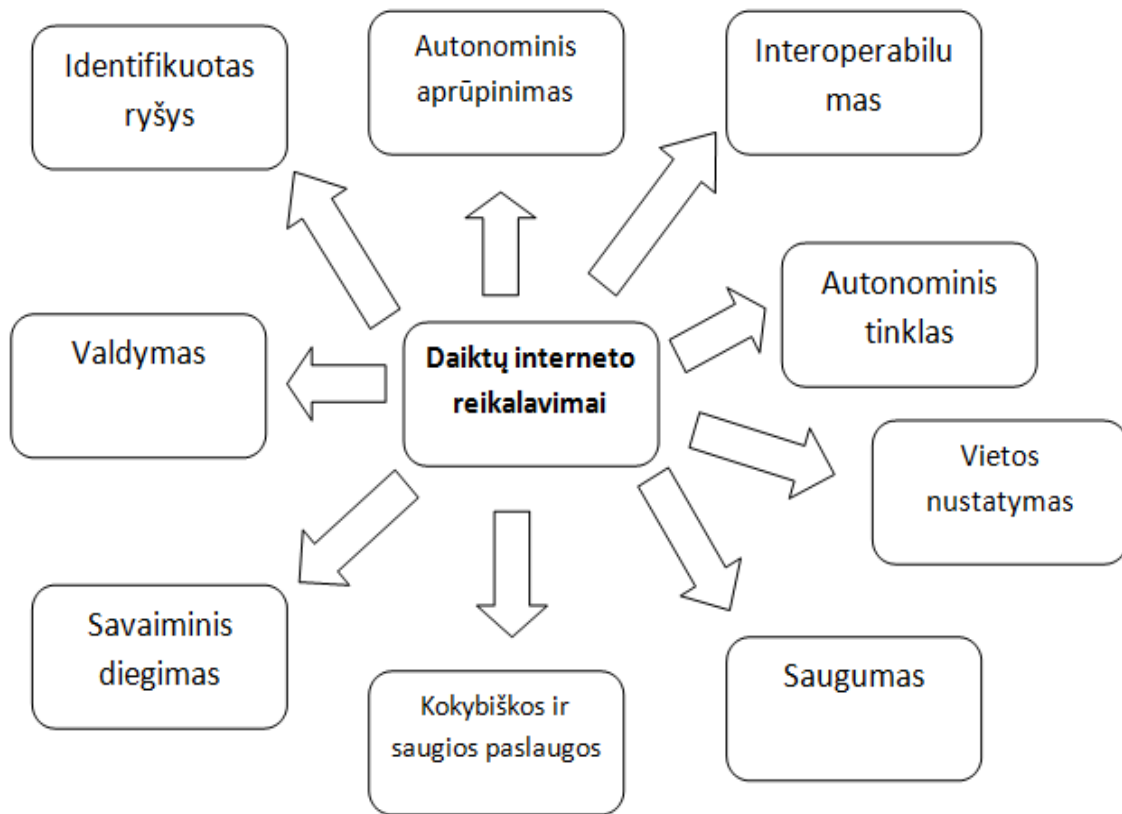 Identifikuotas
ryšys
Autonominis
aprūpinimas
Interoperabilu
mas
Valdymas
Daiktų interneto
reikalavimai
Autonominis
tinklas
Vietos
nustatymas
Savaiminis
diegimas
Kokybiškos ir
saugios paslaugos
Saugumas